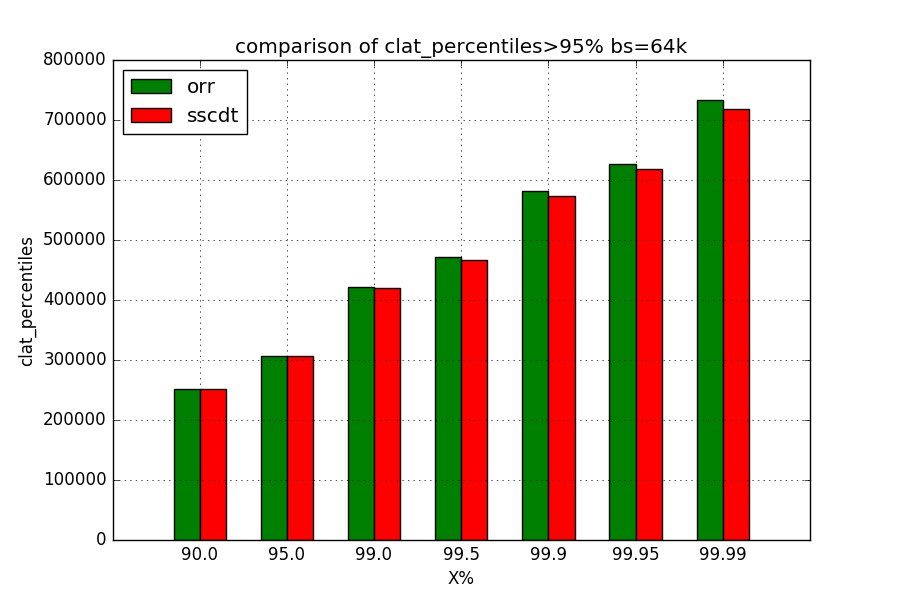 comparison of clat_percentiles>95% bs=64k
orr
sscdt
800000
700000
600000
500000
400000
300000
200000
100000
0
clat_percentiles
90.0 95.0 99.0 99.5 99.9 99.95 99.99
X%